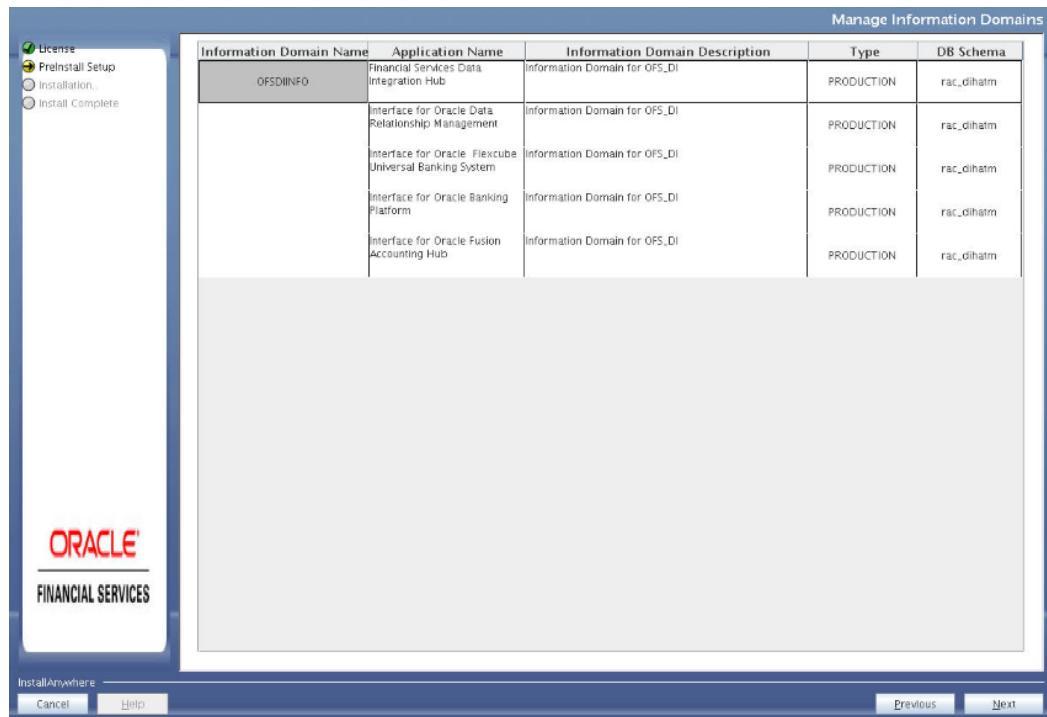 Manage Information Domains
License
PreInstall Setup
Installation...
Install Complete
Information Domain Name Application Name Information Domain Description Type DB Schema
OFSDIINFO Financial Services Data Information Domain for OFS_DI PRODUCTION rac_dihatm
Integration Hub
Interface for Oracle Data Information Domain for OFS_DI PRODUCTION rac_dihatm
Relationship Management
Interface for Oracle Flexcube Information Domain for OFS_DI PRODUCTION rac_dihatm
Universal Banking System
Interface for Oracle Banking Information Domain for OFS_DI PRODUCTION rac_dihatm
Platform
Interface for Oracle Fusion Information Domain for OFS_DI PRODUCTION rac_dihatm
Accounting Hub
ORACLE
FINANCIAL SERVICES
InstallAnywhere
Cancel Help Previous Next